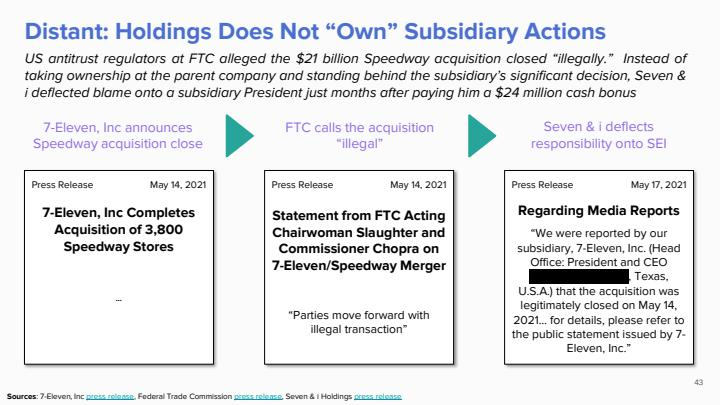 Distant: Holdings Does Not “Own” Subsidiary Actions
US antitrust regulators at FTC alleged the $21 billion Speedway acquisition closed “illegally.” Instead of
taking ownership at the parent company and standing behind the subsidiary’s significant decision, Seven &
i deflected blame onto a subsidiary President just months after paying him a $24 million cash bonus
7-Eleven, Inc announces
Speedway acquisition close
FTC calls the acquisition
“illegal”
Seven & i deflects
responsibility onto SEI
Press Release May 14, 2021
7-Eleven, Inc Completes
Acquisition of 3,800
Speedway Stores
...
Press Release May 14, 2021
Statement from FTC Acting
Chairwoman Slaughter and
Commissioner Chopra on
7-Eleven/Speedway Merger
“Parties move forward with
illegal transaction”
Press Release May 17, 2021
Regarding Media Reports
“We were reported by our
subsidiary, 7-Eleven, Inc. (Head
Office: President and CEO
, Texas,
U.S.A.) that the acquisition was
legitimately closed on May 14,
2021... for details, please refer to
the public statement issued by 7-
Eleven, Inc.”
43
Sources: 7-Eleven, Inc press release, Federal Trade Commission press release, Seven & i Holdings press release